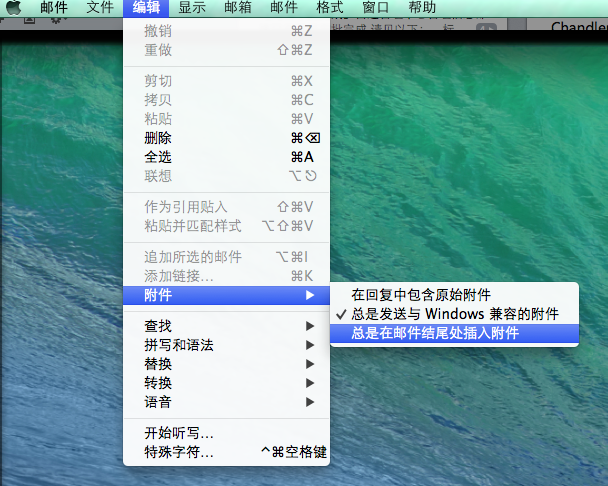 邮件 文件 编辑 显示 邮箱 邮件 格式 窗口 帮助
Chandler
撤销 ⌘Z
重做 ⇧⌘Z
剪切 ⌘X
拷贝 ⌘C
粘贴 ⌘V
删除 ⌘⌫
全选 ⌘A
联想 ⌥⎋
作为引用贴入 ⇧⌘V
粘贴并匹配样式 ⌥⇧⌘V
追加所选的邮件 ⌥⌘I
添加链接... ⌘K
附件 ▶
在回复中包含原始附件
✓ 总是发送与 Windows 兼容的附件
总是在邮件结尾处插入附件
查找 ▶
拼写和语法 ▶
替换 ▶
转换 ▶
语音 ▶
开始听写...
特殊字符... ^⌘空格键